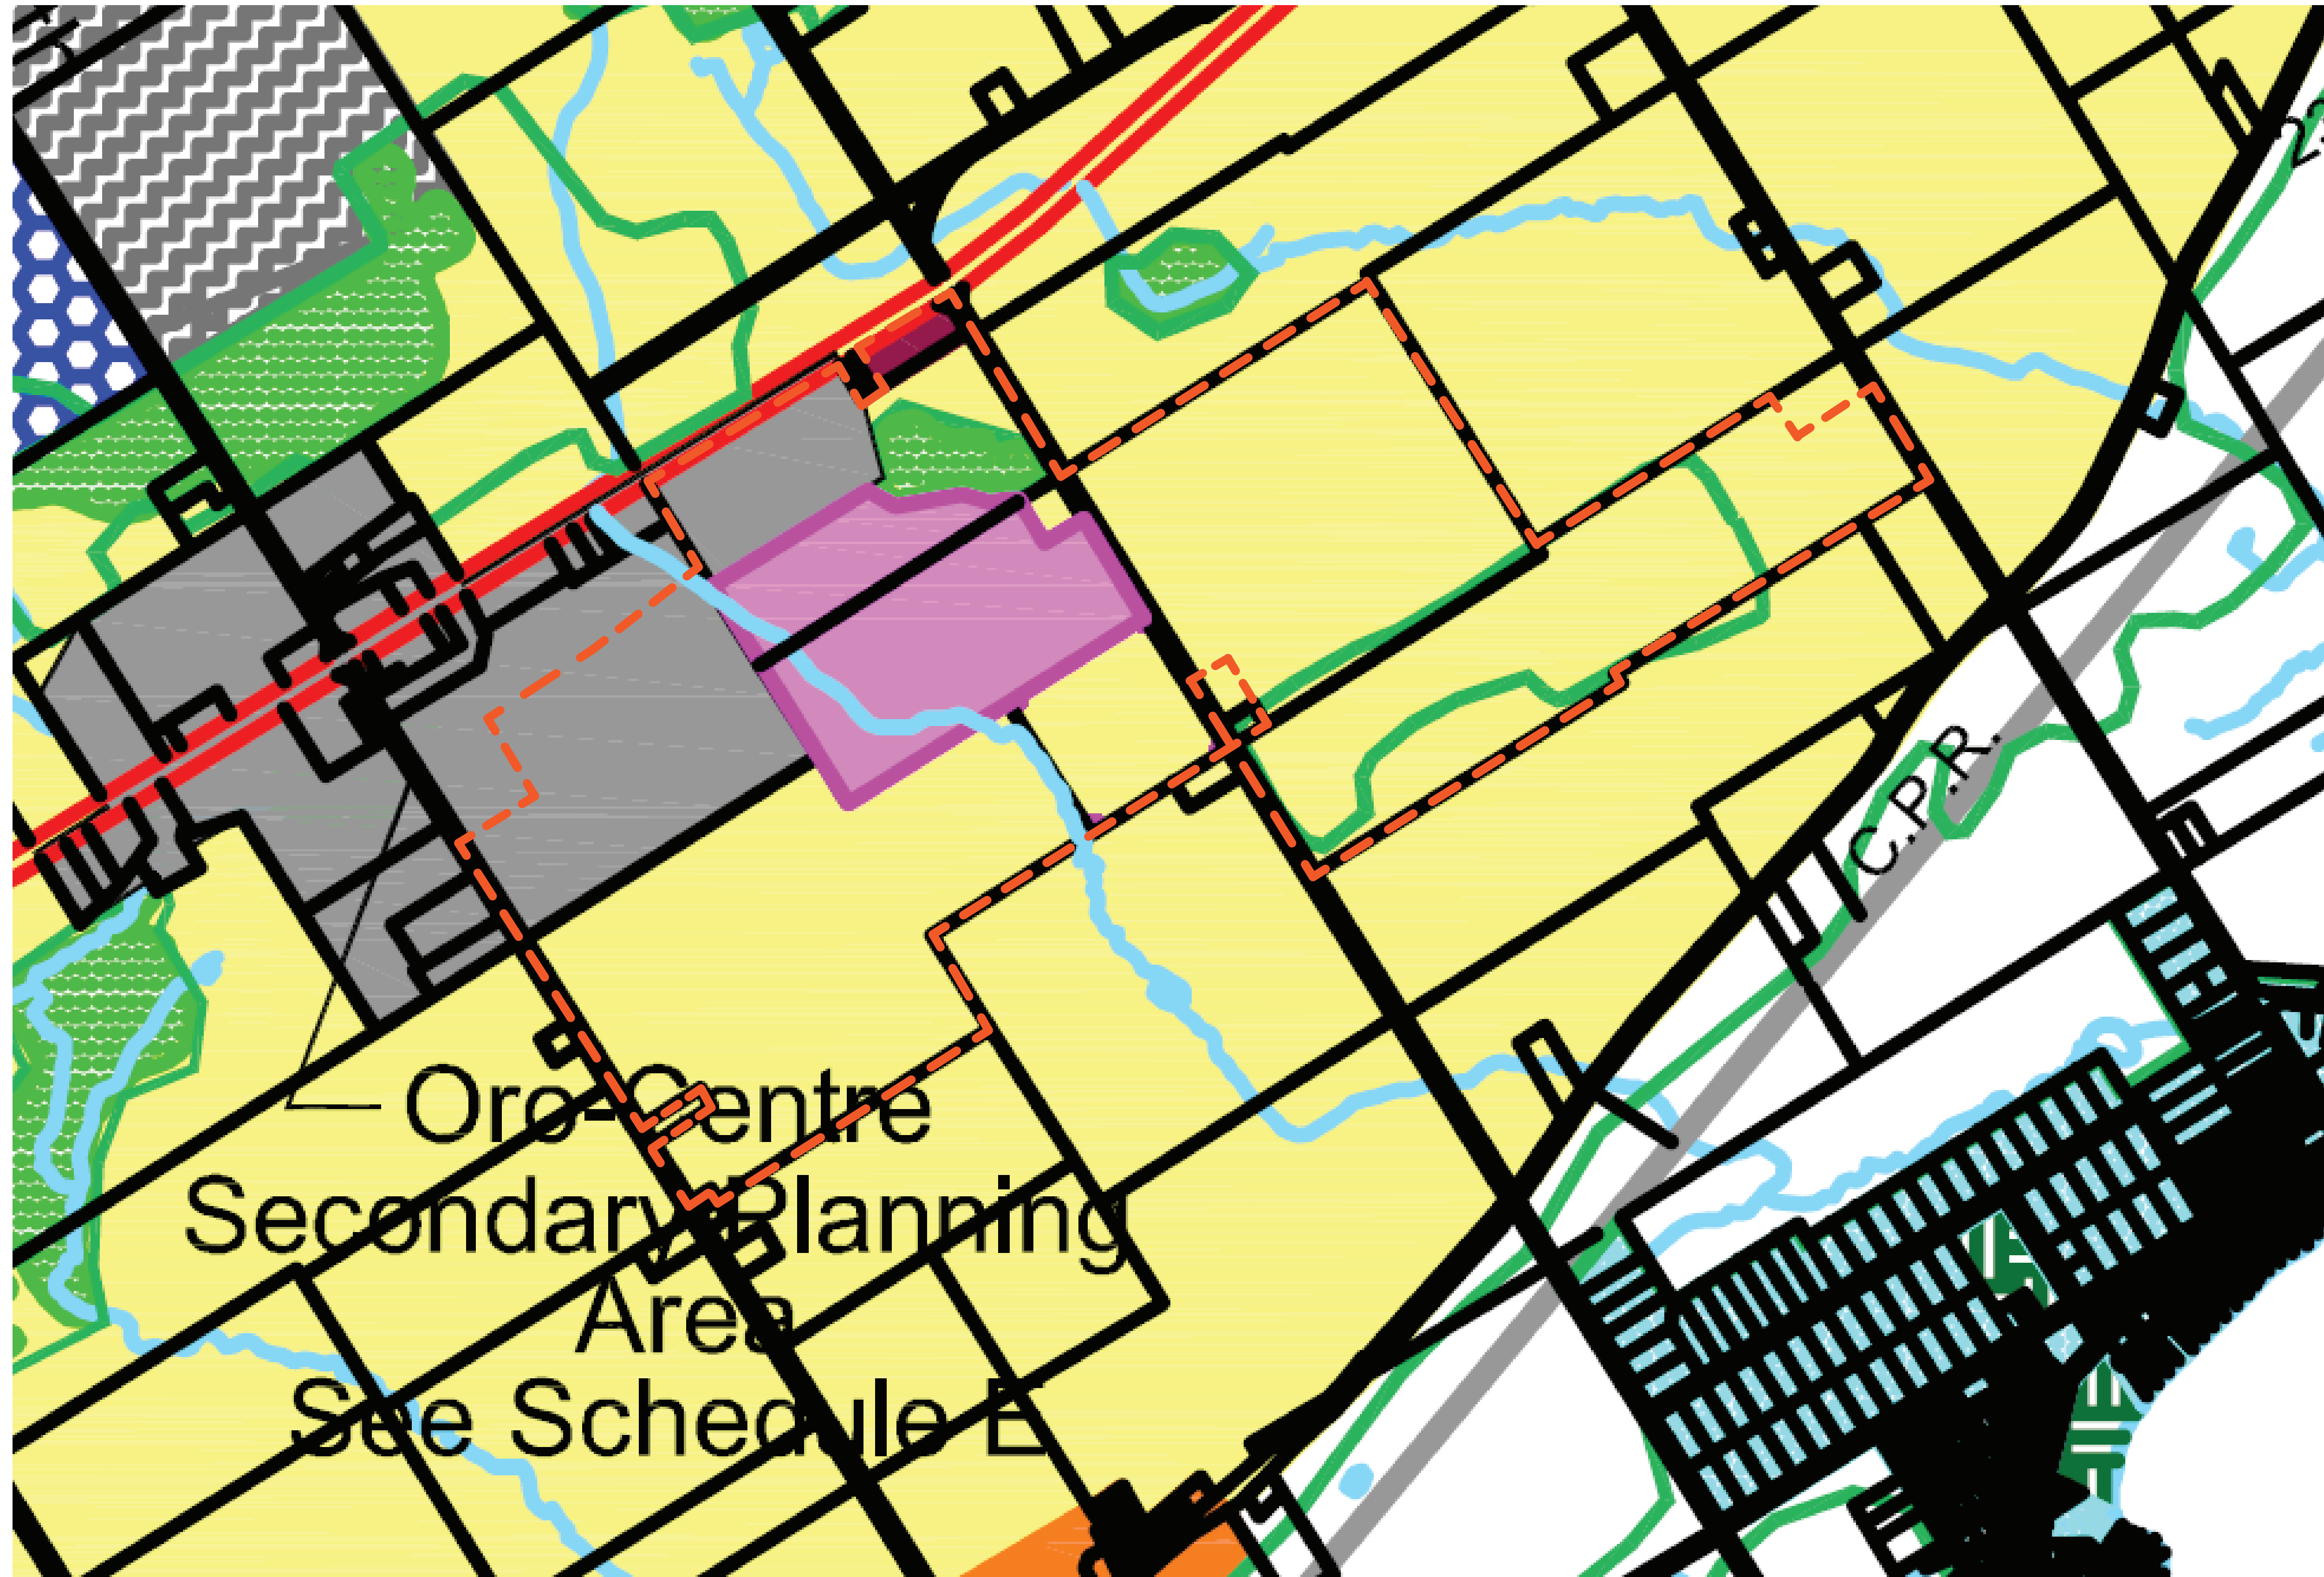 C.P.R.
Oro-Centre
Secondary Planning
Area
See Schedule E